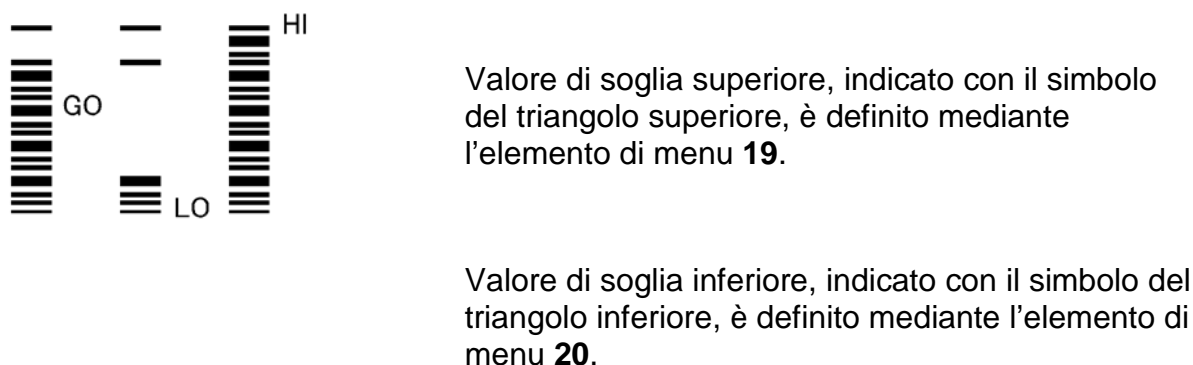 HI
GO
LO
Valore di soglia superiore, indicato con il simbolo
del triangolo superiore, è definito mediante
l'elemento di menu 19.
Valore di soglia inferiore, indicato con il simbolo del
triangolo inferiore, è definito mediante l’elemento di
menu 20.